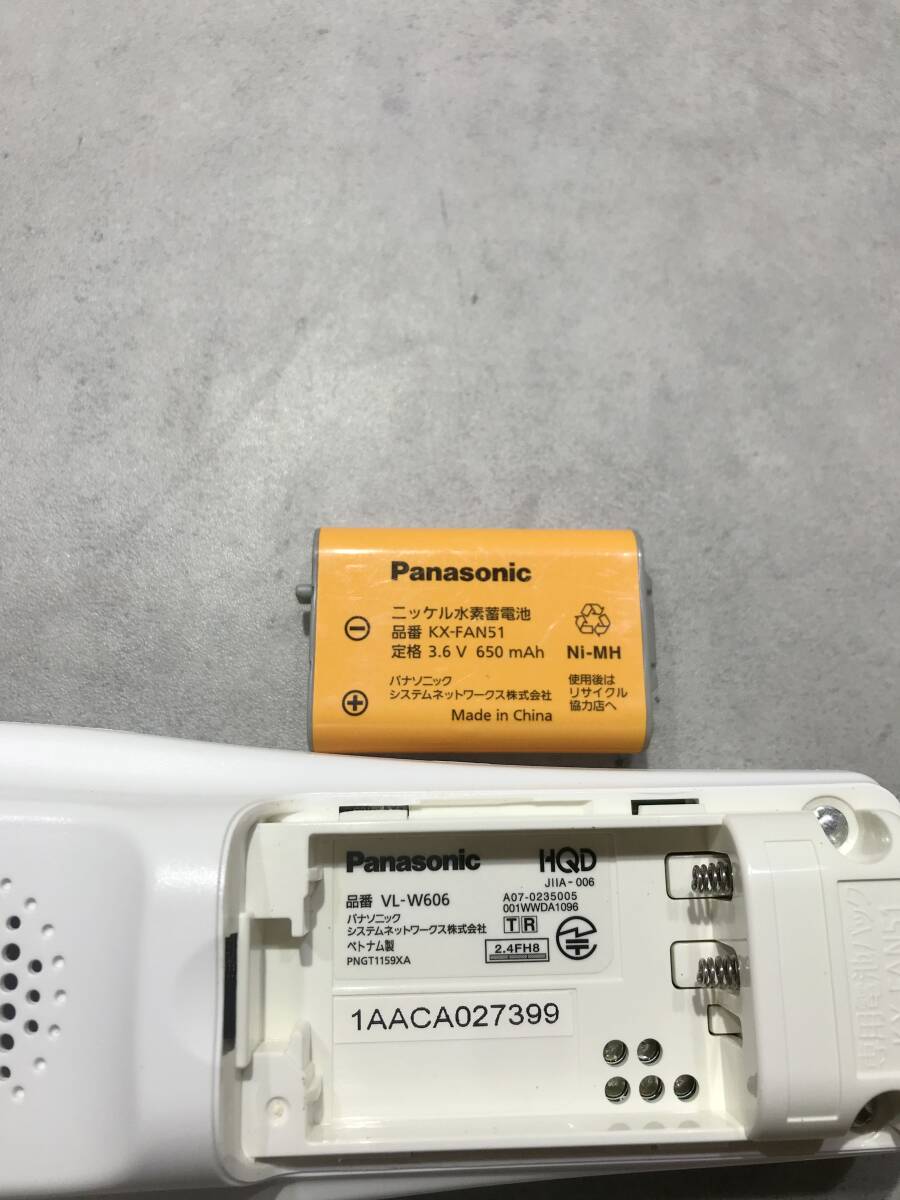 Panasonic
ニッケル水素蓄電池
品番 KX-FAN51
定格 3.6 V 650 mAh
Ni-MH
パナソニック
システムネットワークス株式会社
Made in China
使用後は
リサイクル
協力店へ
Panasonic
HQD
JIIA-006
品番 VL-W606
A07-0235005
001WWDA1096
パナソニック
システムネットワークス株式会社
T R
ベトナム製
2.4FH8
PNGT1159XA
1AACA027399